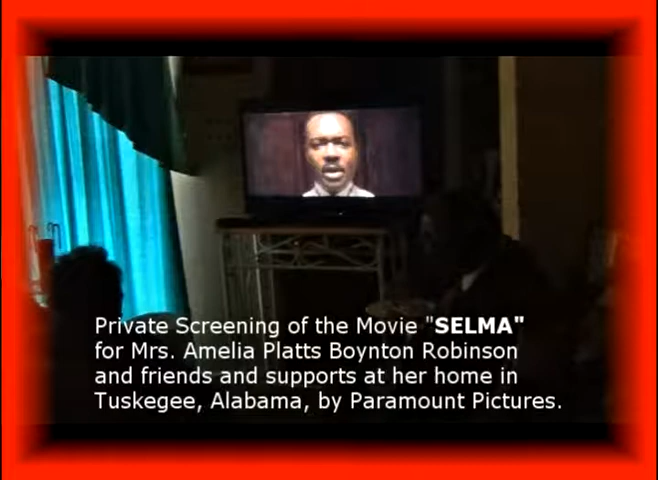 Private Screening of the Movie "SELMA"
for Mrs. Amelia Platts Boynton Robinson
and friends and supports at her home in
Tuskegee, Alabama, by Paramount Pictures.